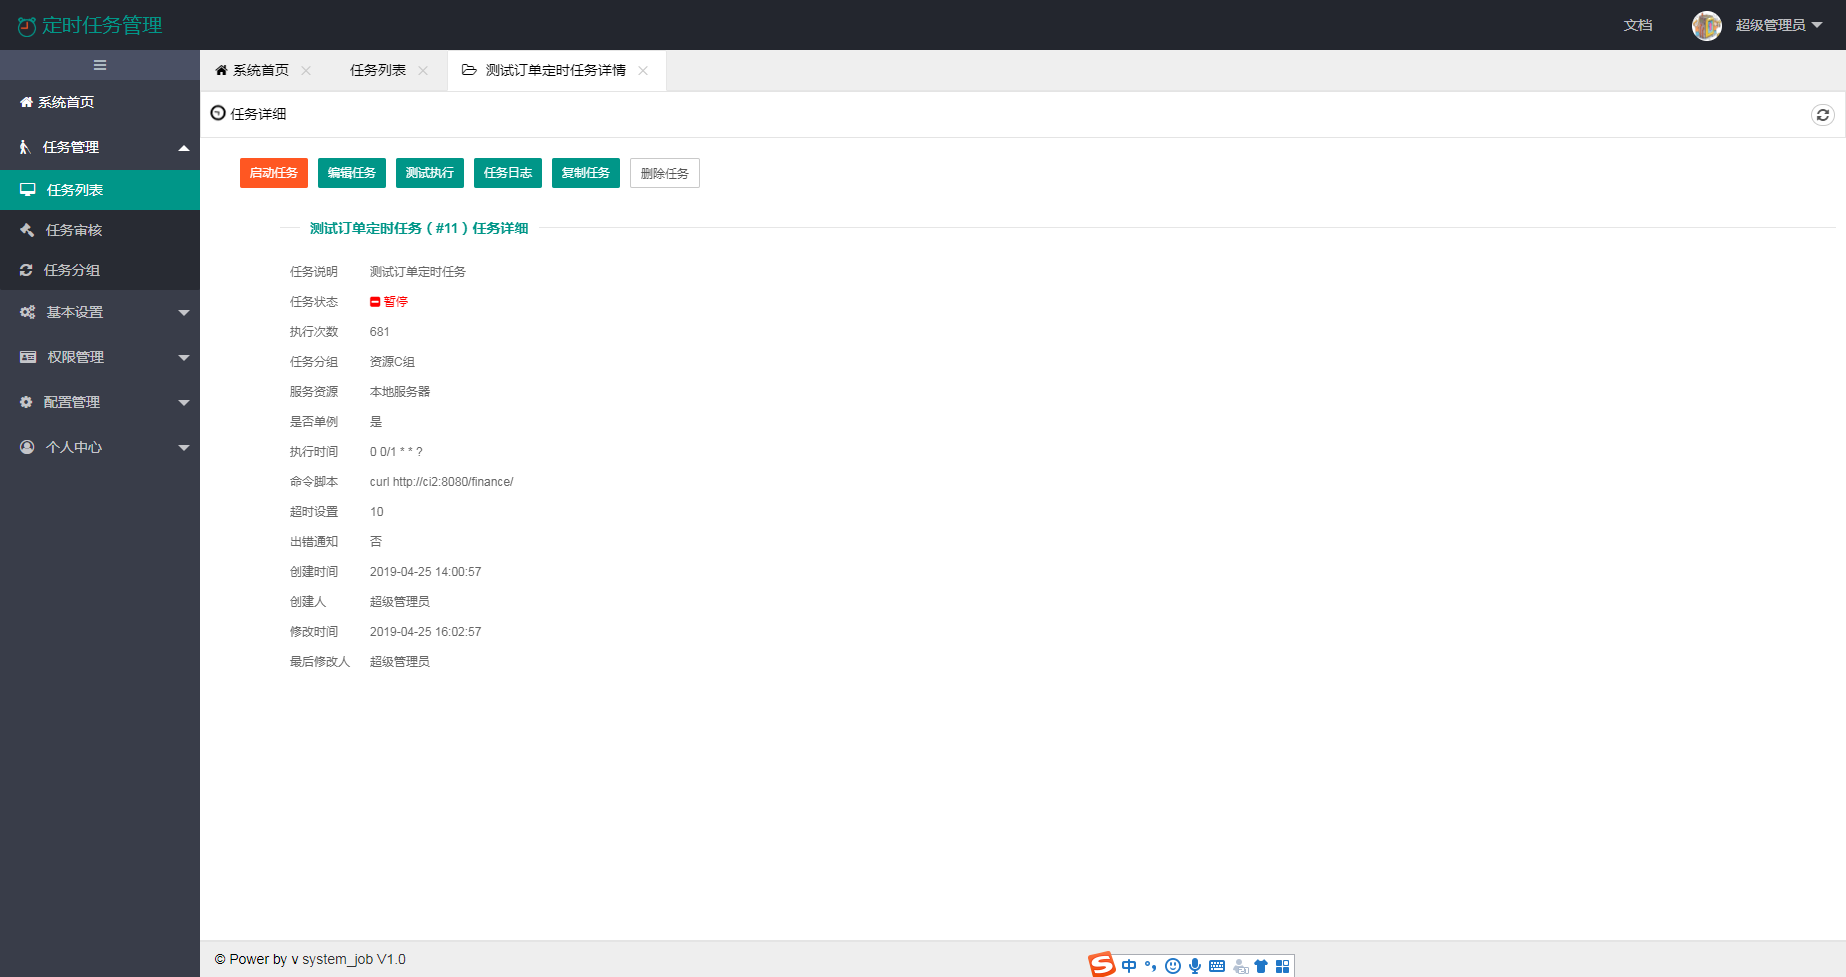 定时任务管理
文档
超级管理员
系统首页
任务管理
任务列表
任务审核
任务分组
基本设置
权限管理
配置管理
个人中心
系统首页 任务列表 测试订单定时任务详情
任务详细
启动任务 编辑任务 测试执行 任务日志 复制任务 删除任务
测试订单定时任务（#11）任务详细
任务说明 测试订单定时任务
任务状态 暂停
执行次数 681
任务分组 资源C组
服务资源 本地服务器
是否单例 是
执行时间 0 0/1 * * ?
命令脚本 curl http://ci2:8080/finance/
超时设置 10
出错通知 否
创建时间 2019-04-25 14:00:57
创建人 超级管理员
修改时间 2019-04-25 16:02:57
最后修改人 超级管理员
© Power by v system_job V1.0
中